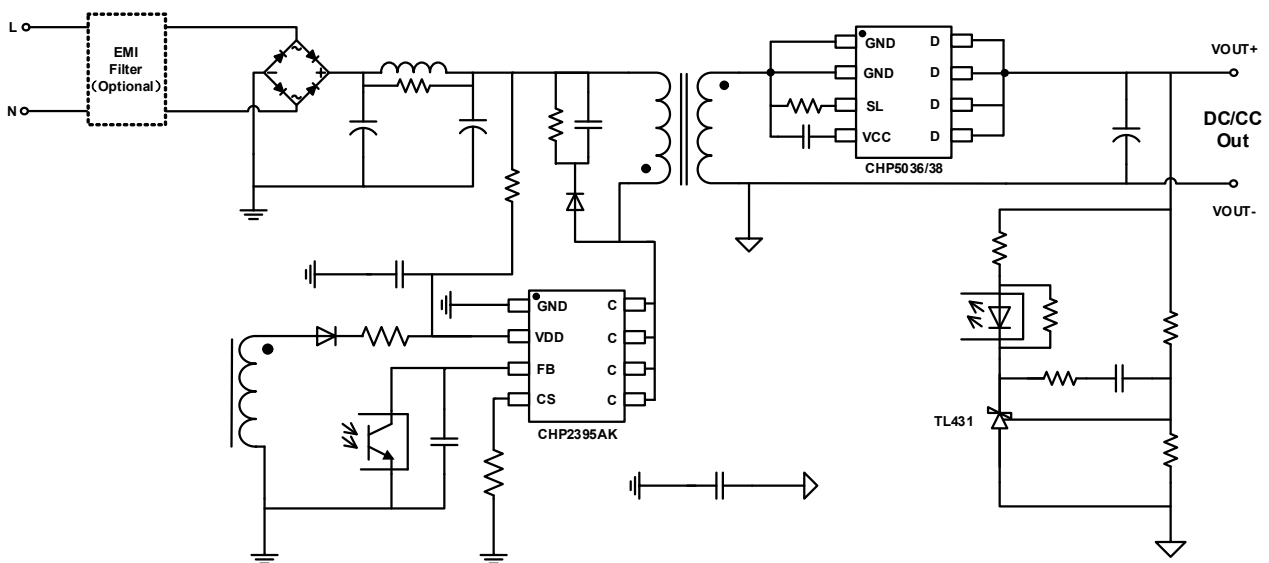 L
EMI
Filter
（Optional）
N
GND
GND
SL
VCC
D
D
D
D
CHP5036/38
VOUT+
DC/CC
Out
VOUT-
GND
VDD
FB
CS
C
C
C
C
CHP2395AK
TL431